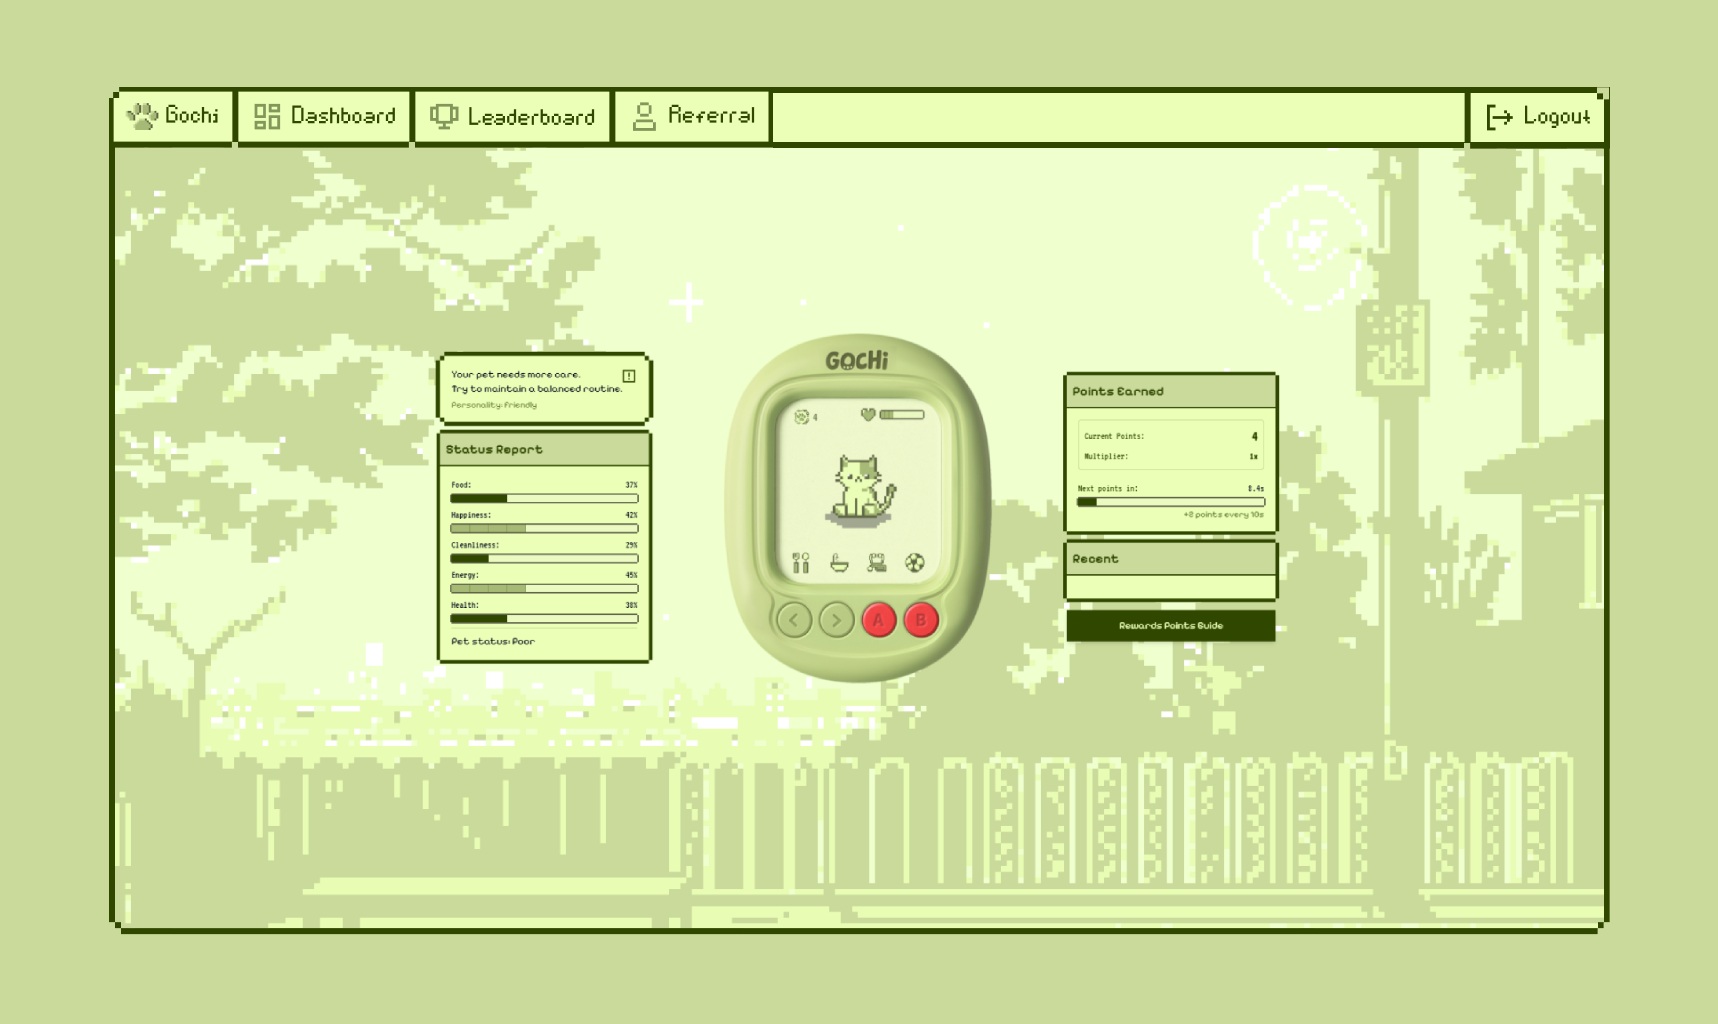 Gochi
Dashboard
Leaderboard
Referral
Logout
Your pet needs more care.
Try to maintain a balanced routine.
Personality: Friendly
Status Report
Food: 37%
Happiness: 42%
Cleanliness: 29%
Energy: 45%
Health: 38%
Pet status: Poor
GOCHi
4
A
B
Points Earned
Current Points: 4
Multiplier: 1x
Next points in: 8.4s
+2 points every 10s
Recent
Rewards Points Guide